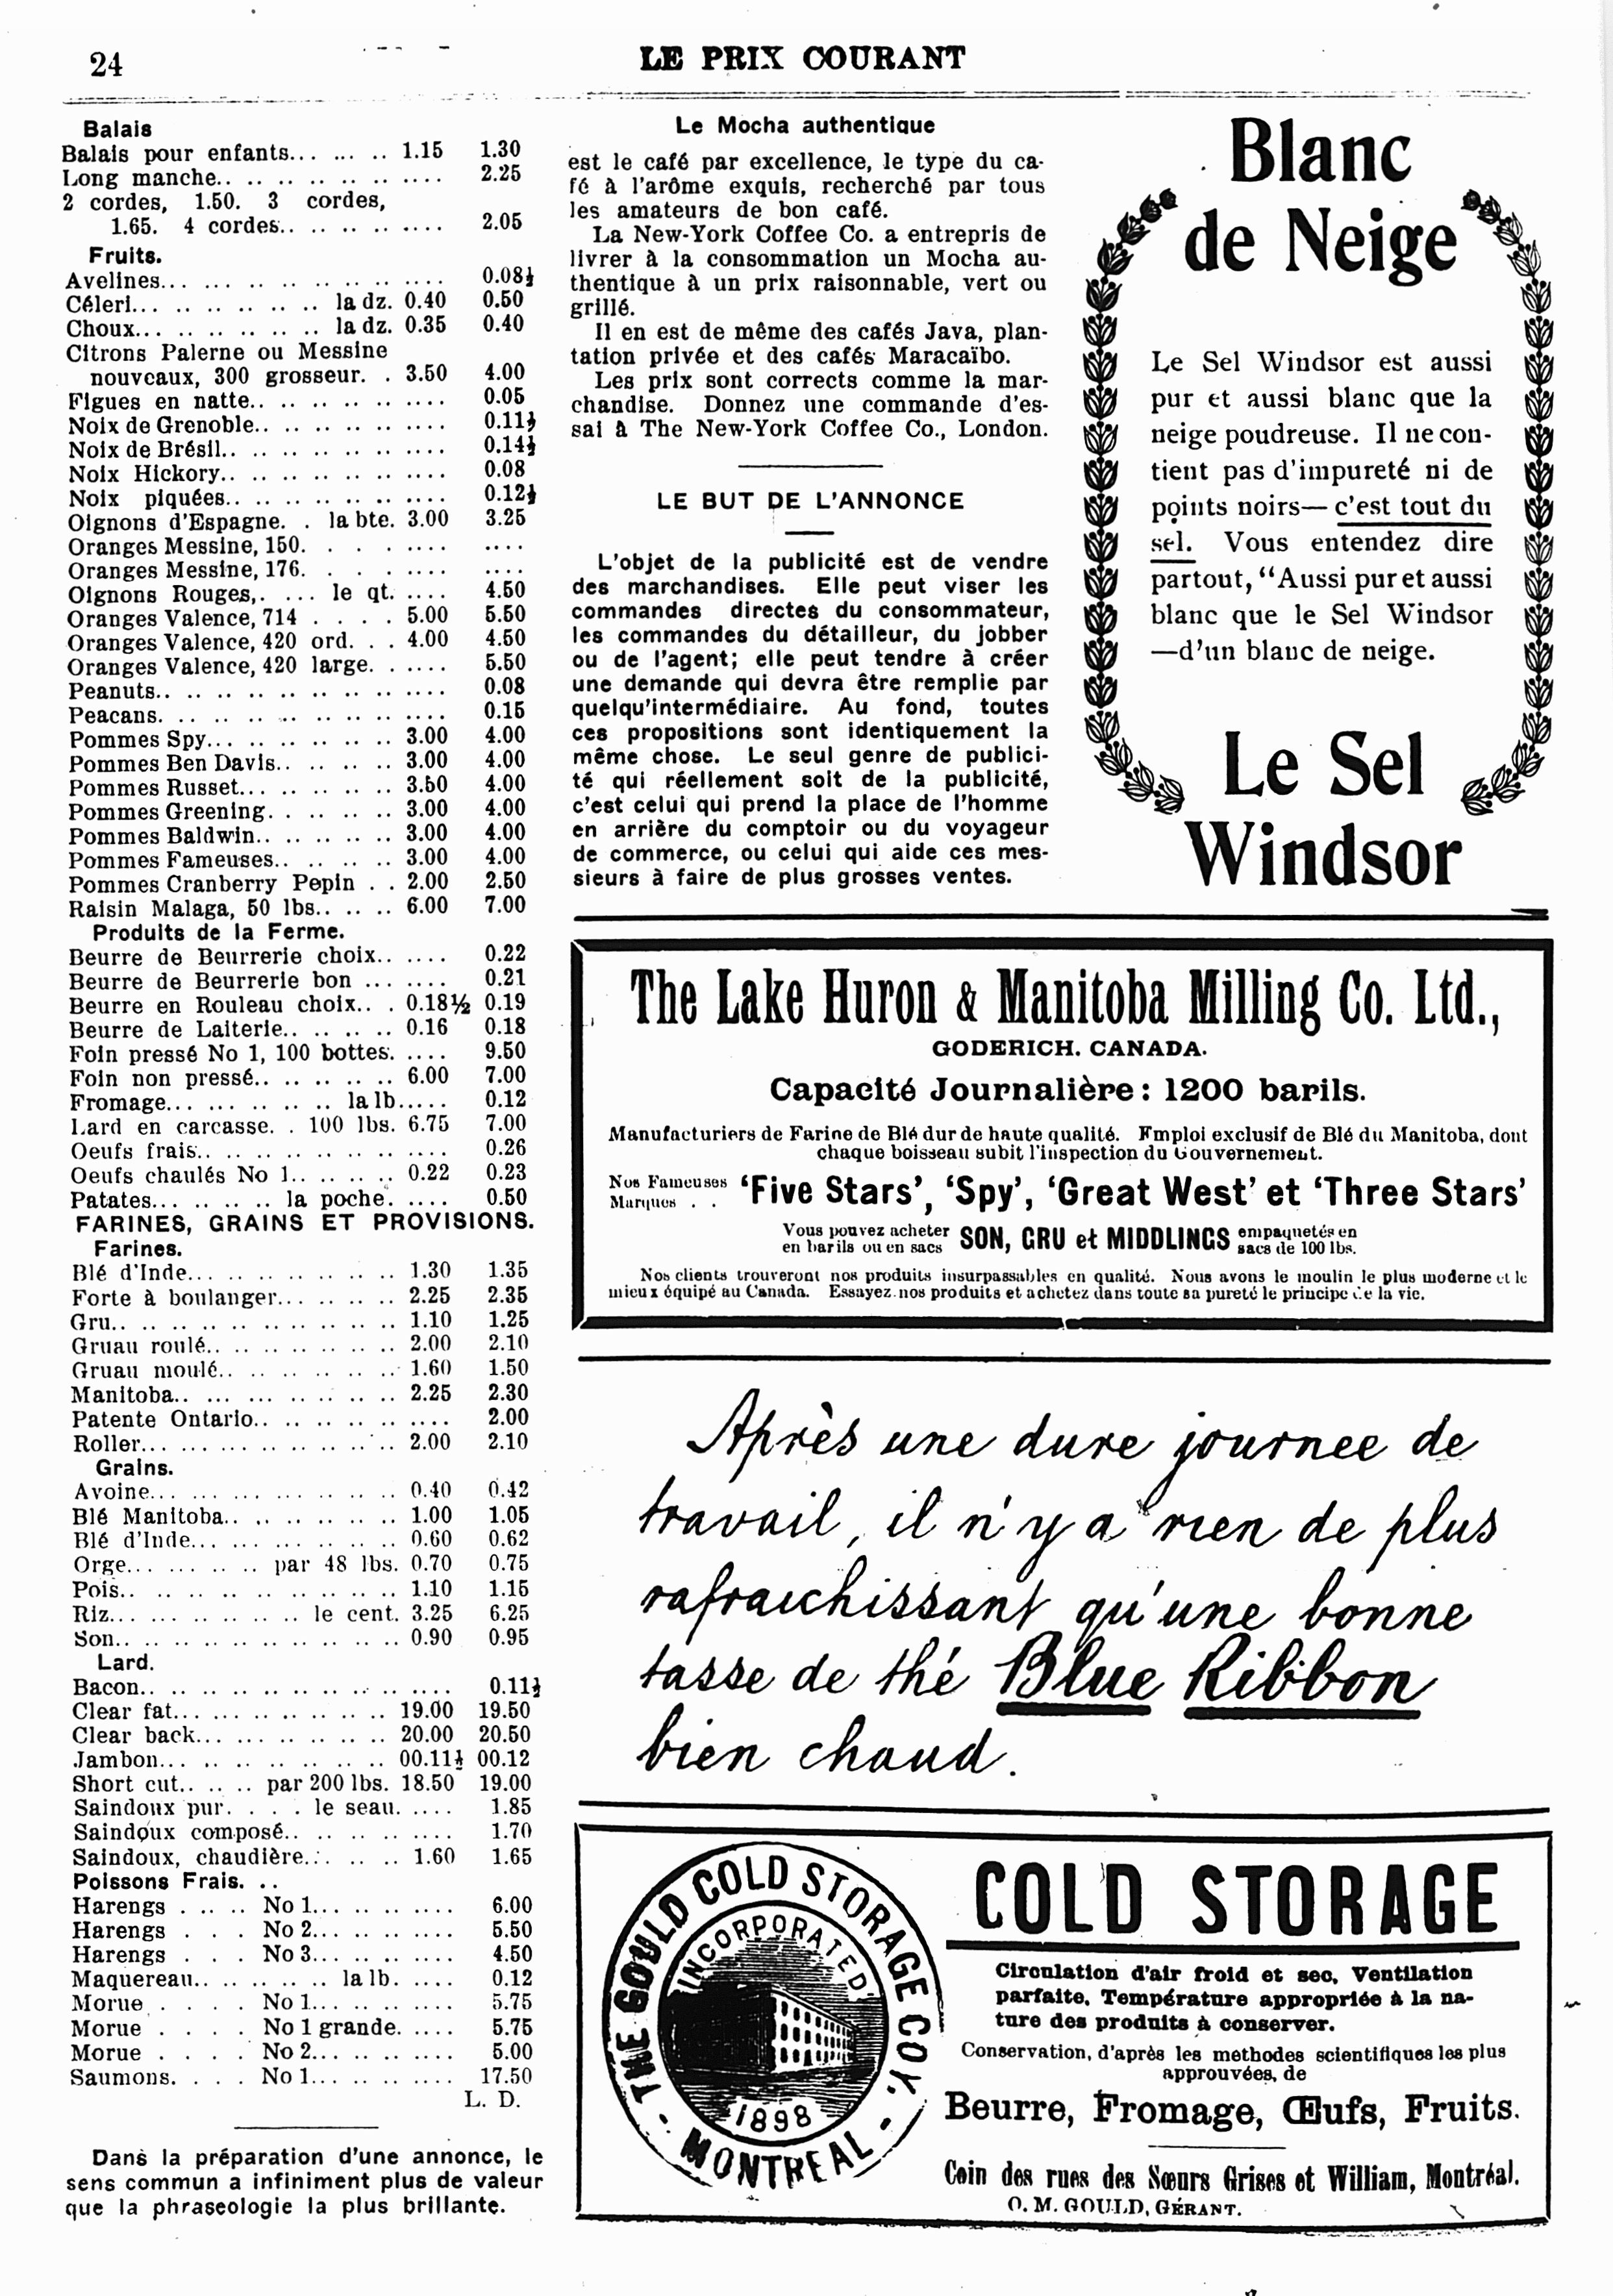 24
LE PRIX COURANT
Balais
Balais pour enfants... ... .. 1.15 1.30
Long manche.. .. .. .. .. .. .... 2.25
2 cordes, 1.50. 3 cordes,
1.65. 4 cordes.. .. .. .. .... 2.05
Fruits.
Avelines... ... .. .. .. .. .. .... 0.08½
Céleri... .. .. .. .. .. la dz. 0.40 0.50
Choux... .. .. .. .. .. la dz. 0.35 0.40
Citrons Palerne ou Messine
nouveaux, 300 grosseur. . 3.50 4.00
Figues en natte.. .. .. .. .. .... 0.05
Noix de Grenoble.. .. .. .. .. .... 0.11½
Noix de Brésil.. .. .. .. .. .. .... 0.14½
Noix Hickory.. .. .. .. .. .. .... 0.08
Noix piquées.. .. .. .. .. .. .... 0.12½
Oignons d'Espagne. . la bte. 3.00 3.25
Oranges Messine, 150. . . . .... ....
Oranges Messine, 176. . . . .... ....
Oignons Rouges,. ... le qt. .... 4.50
Oranges Valence, 714 . . . . 5.00 5.50
Oranges Valence, 420 ord. . . 4.00 4.50
Oranges Valence, 420 large. . .... 5.50
Peanuts.. .. .. .. .. .. .. .. .... 0.08
Peacans. .. .. .. .. .. .. .. .... 0.15
Pommes Spy... .. .. .. .. .. 3.00 4.00
Pommes Ben Davis.. .. .. .. 3.00 4.00
Pommes Russet... .. .. .. .. 3.50 4.00
Pommes Greening. .. .. .. .. 3.00 4.00
Pommes Baldwin.. .. .. .. .. 3.00 4.00
Pommes Fameuses.. .. .. .. 3.00 4.00
Pommes Cranberry Pepin . . 2.00 2.50
Raisin Malaga, 50 lbs.. .. .. 6.00 7.00
Produits de la Ferme.
Beurre de Beurrerie choix.. .... 0.22
Beurre de Beurrerie bon ... .... 0.21
Beurre en Rouleau choix.. . 0.18½ 0.19
Beurre de Laiterie.. .. .. .. 0.16 0.18
Foin pressé No 1, 100 bottes. .... 9.50
Foin non pressé.. .. .. .. .. 6.00 7.00
Fromage... ... .. .. .. la lb..... 0.12
Lard en carcasse. . 100 lbs. 6.75 7.00
Oeufs frais.. .. .. .. .. .. .. .... 0.26
Oeufs chaulés No 1.. .. .. .. 0.22 0.23
Patates... .. .. .. la poche. .... 0.50
FARINES, GRAINS ET PROVISIONS.
Farines.
Blé d'Inde... .. .. .. .. .. .. 1.30 1.35
Forte à boulanger... .. .. .. 2.25 2.35
Gru.. .. .. .. .. .. .. .. .. .. 1.10 1.25
Gruau roulé.. .. .. .. .. .. .. 2.00 2.10
Gruau moulé.. .. .. .. .. .. .. 1.60 1.50
Manitoba.. .. ... .. .. .. .. .. 2.25 2.30
Patente Ontario.. .. .. .. .. .... 2.00
Roller... ... .. .. .. .. .. .. 2.00 2.10
Grains.
Avoine... ... ... .. .. .. .. .. 0.40 0.42
Blé Manitoba.. .. .. .. .. .. 1.00 1.05
Blé d'Inde... ... .. .. .. .. .. 0.60 0.62
Orge... ... .. .. par 48 lbs. 0.70 0.75
Pois.. .. .. .. .. .. .. .. .. .. 1.10 1.15
Riz... ... .. .. .. .. le cent. 3.25 6.25
Son.. .. .. .. .. .. .. .. .. .. 0.90 0.95
Lard.
Bacon.. .. .. .. .. .. .. .. .. .... 0.11½
Clear fat... ... .. .. .. .. .. 19.00 19.50
Clear back... .. .. .. .. .. .. 20.00 20.50
Jambon... .. .. .. .. .. .. .. 00.11½ 00.12
Short cut.. .. .. par 200 lbs. 18.50 19.00
Saindoux pur. . . . le seau. .... 1.85
Saindoux composé.. .. .. .. .... 1.70
Saindoux, chaudière... .. .. 1.60 1.65
Poissons Frais. ..
Harengs . .. .. No 1... .. .. .... 6.00
Harengs . . . No 2... .. .. .... 5.50
Harengs . . . No 3... .. .. .... 4.50
Maquereau.. .. .. .. .. la lb. .... 0.12
Morue . . . . No 1... .. .. .... 5.75
Morue . . . . No 1 grande. .... 5.75
Morue . . . . No 2... .. .. .... 5.00
Saumons. . . . No 1... .. .. .... 17.50
L. D.
Dans la préparation d'une annonce, le
sens commun a infiniment plus de valeur
que la phraseologie la plus brillante.
Le Mocha authentique
est le café par excellence, le type du ca-
fé à l'arôme exquis, recherché par tous
les amateurs de bon café.
La New-York Coffee Co. a entrepris de
livrer à la consommation un Mocha au-
thentique à un prix raisonnable, vert ou
grillé.
Il en est de même des cafés Java, plan-
tation privée et des cafés Maracaïbo.
Les prix sont corrects comme la mar-
chandise. Donnez une commande d'es-
sai à The New-York Coffee Co., London.
LE BUT DE L'ANNONCE
L'objet de la publicité est de vendre
des marchandises. Elle peut viser les
commandes directes du consommateur,
les commandes du détailleur, du jobber
ou de l'agent; elle peut tendre à créer
une demande qui devra être remplie par
quelqu'intermédiaire. Au fond, toutes
ces propositions sont identiquement la
même chose. Le seul genre de publici-
té qui réellement soit de la publicité,
c'est celui qui prend la place de l'homme
en arrière du comptoir ou du voyageur
de commerce, ou celui qui aide ces mes-
sieurs à faire de plus grosses ventes.
Blanc
de Neige
Le Sel Windsor est aussi
pur et aussi blanc que la
neige poudreuse. Il ne con-
tient pas d'impureté ni de
points noirs— c'est tout du
sel. Vous entendez dire
partout, “Aussi pur et aussi
blanc que le Sel Windsor
—d'un blanc de neige.
Le Sel
Windsor
The Lake Huron & Manitoba Milling Co. Ltd.,
GODERICH. CANADA.
Capacité Journalière : 1200 barils.
Manufacturiers de Farine de Blé dur de haute qualité. Emploi exclusif de Blé du Manitoba, dont
chaque boisseau subit l'inspection du Gouvernement.
Nos Fameuses
Marques . .
‘Five Stars’, ‘Spy’, ‘Great West’ et ‘Three Stars’
Vous pouvez acheter
en barils ou en sacs
SON, GRU et MIDDLINGS
empaquetés en
sacs de 100 lbs.
Nos clients trouveront nos produits insurpassables en qualité. Nous avons le moulin le plus moderne et le
mieux équipé au Canada. Essayez nos produits et achetez dans toute sa pureté le principe de la vie.
Après une dure journee de
travail, il n'y a rien de plus
rafraichissant qu'une bonne
tasse de thé Blue Ribbon
bien chaud.
THE GOULD COLD STORAGE COY.
INCORPORATED
1898
- MONTREAL -
COLD STORAGE
Circulation d'air froid et sec, Ventilation
parfaite. Température appropriée à la na-
ture des produits à conserver.
Conservation, d'après les methodes scientifiques les plus
approuvées, de
Beurre, Fromage, Œufs, Fruits.
Coin des rues des Sœurs Grises et William, Montréal.
O. M. GOULD, GÉRANT.